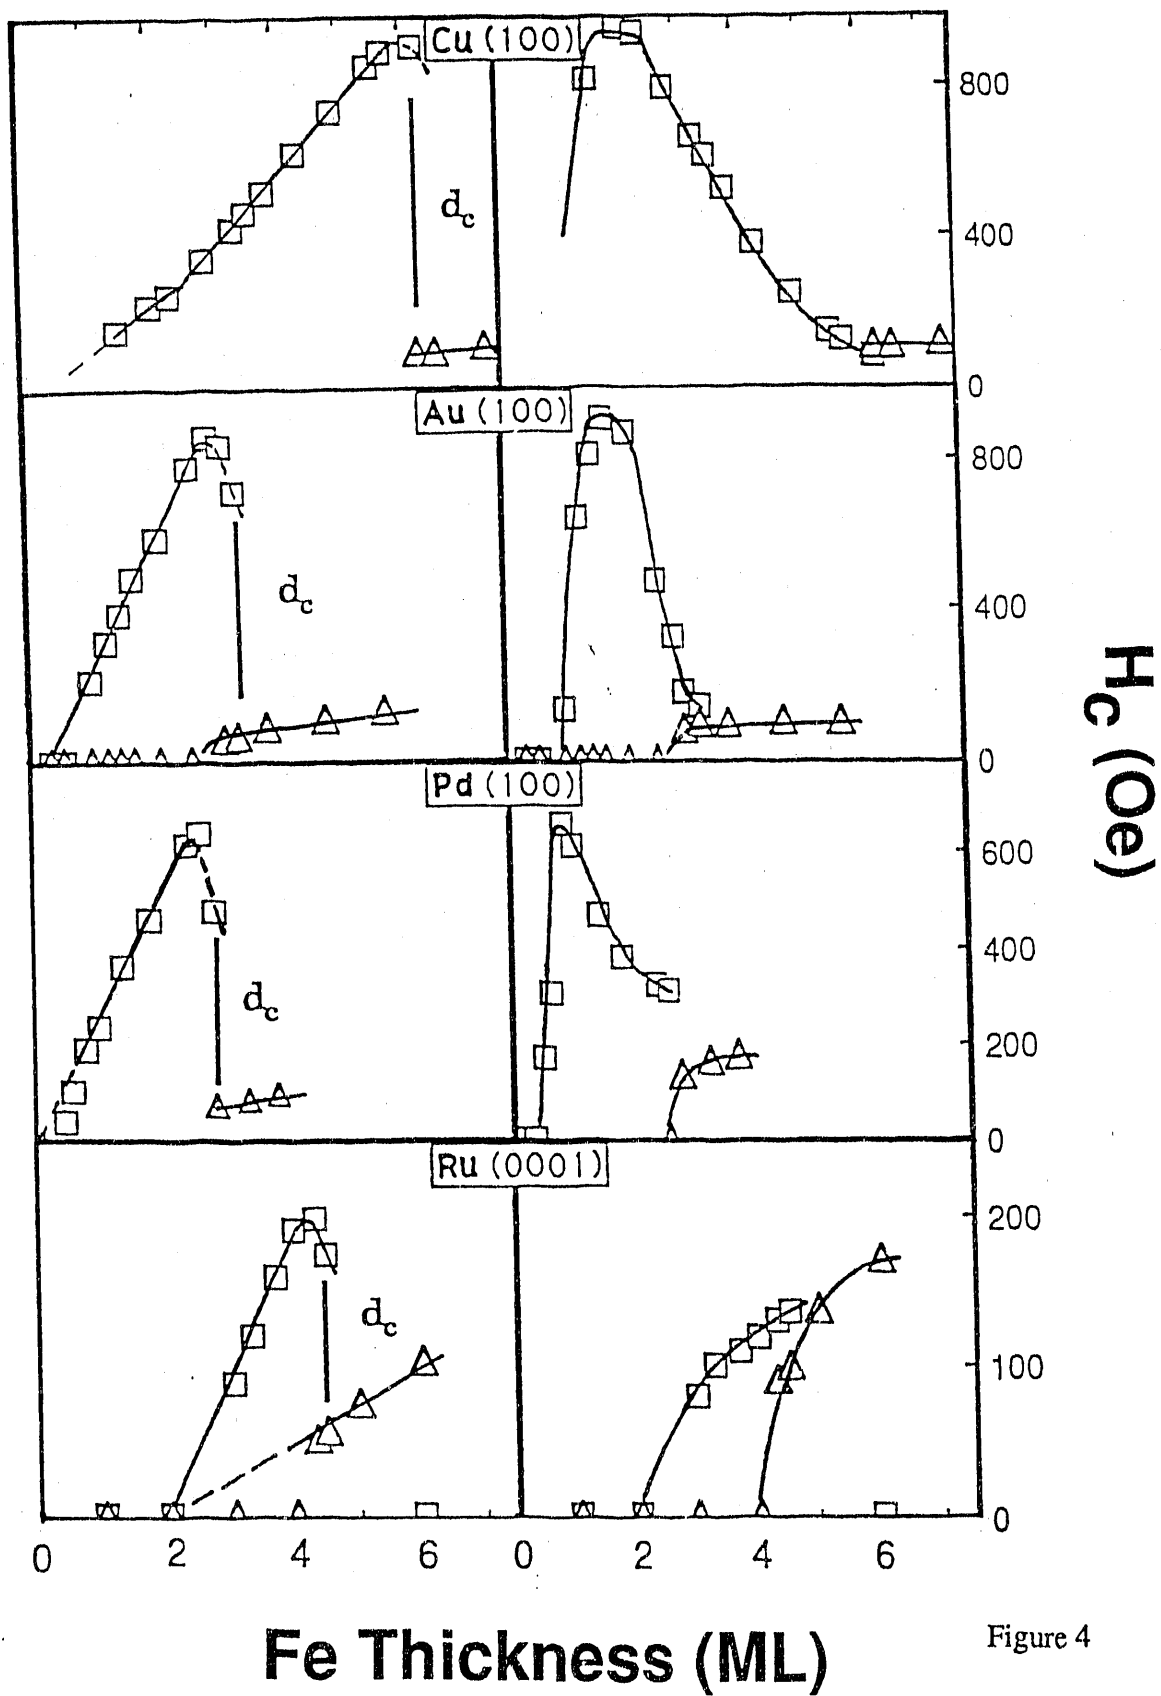 Cu (100)
800
d_c
400
0
Au (100)
800
d_c
400
0
H_C (Oe)
Pd (100)
600
400
d_c
200
0
Ru (0001)
200
d_c
100
0
0 2 4 6 0 2 4 6
Fe Thickness (ML)
Figure 4